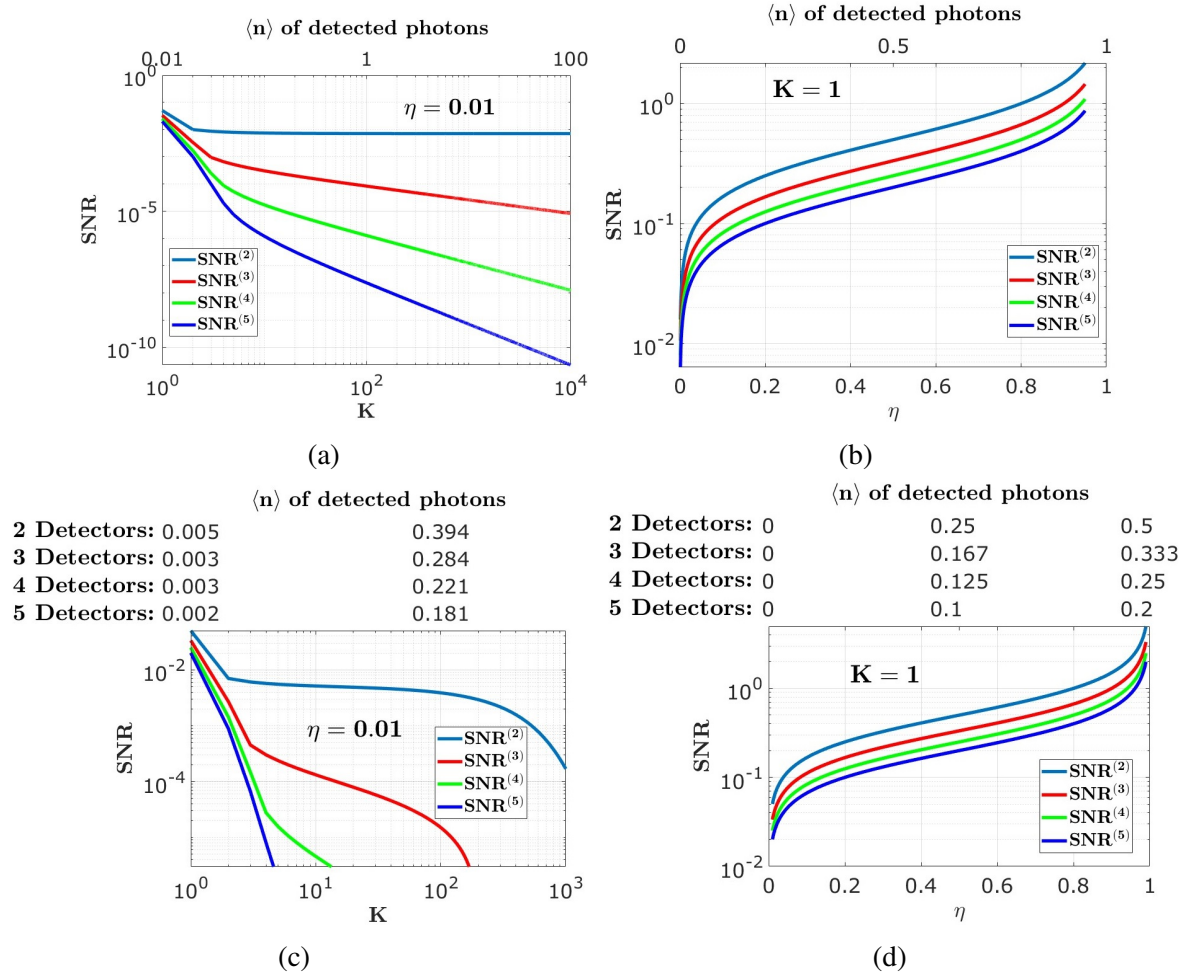 ⟨n⟩ of detected photons
0.01 1 100
10^0
η = 0.01
SNR
10^-5
SNR^(2)
SNR^(3)
SNR^(4)
SNR^(5)
10^-10
10^0 10^2 10^4
K
(a)
⟨n⟩ of detected photons
0 0.5 1
K = 1
10^0
SNR
10^-1
SNR^(2)
SNR^(3)
SNR^(4)
SNR^(5)
10^-2
0 0.2 0.4 0.6 0.8 1
η
(b)
⟨n⟩ of detected photons
2 Detectors: 0.005 0.394
3 Detectors: 0.003 0.284
4 Detectors: 0.003 0.221
5 Detectors: 0.002 0.181
10^-2
SNR
η = 0.01
SNR^(2)
SNR^(3)
SNR^(4)
SNR^(5)
10^-4
10^0 10^1 10^2 10^3
K
(c)
⟨n⟩ of detected photons
2 Detectors: 0 0.25 0.5
3 Detectors: 0 0.167 0.333
4 Detectors: 0 0.125 0.25
5 Detectors: 0 0.1 0.2
K = 1
10^0
SNR
10^-1
SNR^(2)
SNR^(3)
SNR^(4)
SNR^(5)
10^-2
0 0.2 0.4 0.6 0.8 1
η
(d)